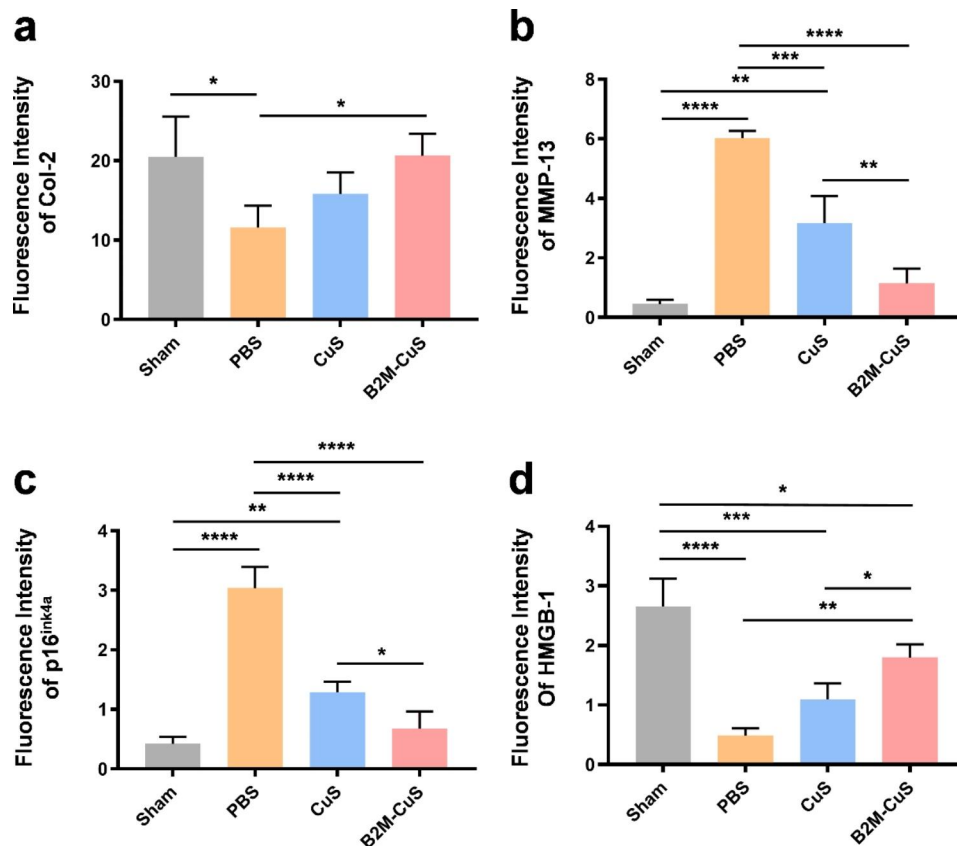 a
Fluorescence Intensity
of Col-2
30
20
10
0
*
*
Sham
PBS
CuS
B2M-CuS
b
Fluorescence Intensity
of MMP-13
8
6
4
2
0
****
***
**
****
**
Sham
PBS
CuS
B2M-CuS
c
Fluorescence Intensity
of p16ink4a
4
3
2
1
0
****
****
**
****
*
Sham
PBS
CuS
B2M-CuS
d
Fluorescence Intensity
Of HMGB-1
4
3
2
1
0
*
***
****
*
**
Sham
PBS
CuS
B2M-CuS